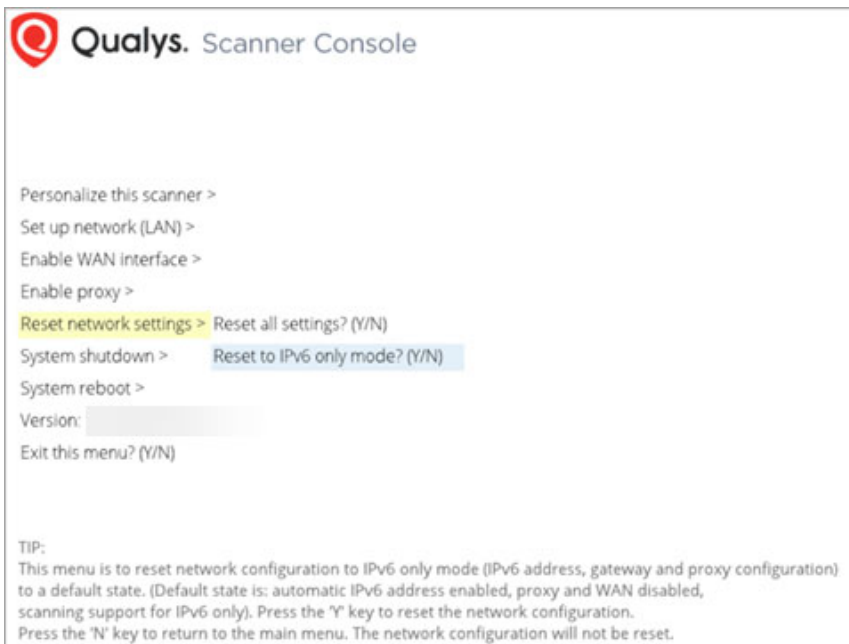 Qualys. Scanner Console
Personalize this scanner >
Set up network (LAN) >
Enable WAN interface >
Enable proxy >
Reset network settings > Reset all settings? (Y/N)
System shutdown > Reset to IPv6 only mode? (Y/N)
System reboot >
Version:
Exit this menu? (Y/N)
TIP:
This menu is to reset network configuration to IPv6 only mode (IPv6 address, gateway and proxy configuration)
to a default state. (Default state is: automatic IPv6 address enabled, proxy and WAN disabled,
scanning support for IPv6 only). Press the 'Y' key to reset the network configuration.
Press the 'N' key to return to the main menu. The network configuration will not be reset.